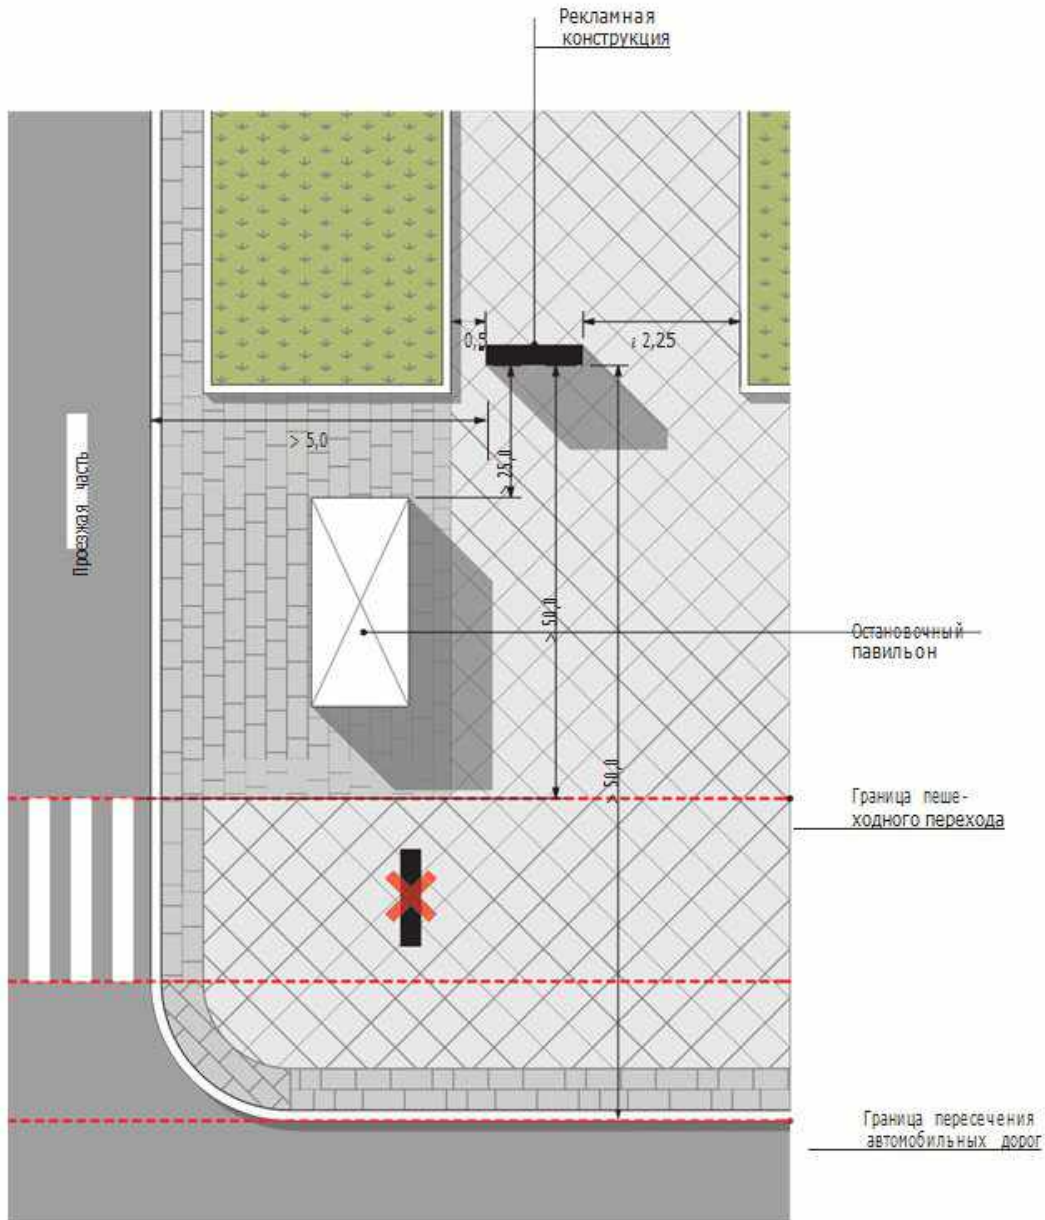 Рекламная
конструкция
0,5
≥ 2,25
> 5,0
> 25,0
Проезжая часть
> 50,0
Остановочный
павильон
> 50,0
Граница пеше-
ходного перехода
Граница пересечения
автомобильных дорог